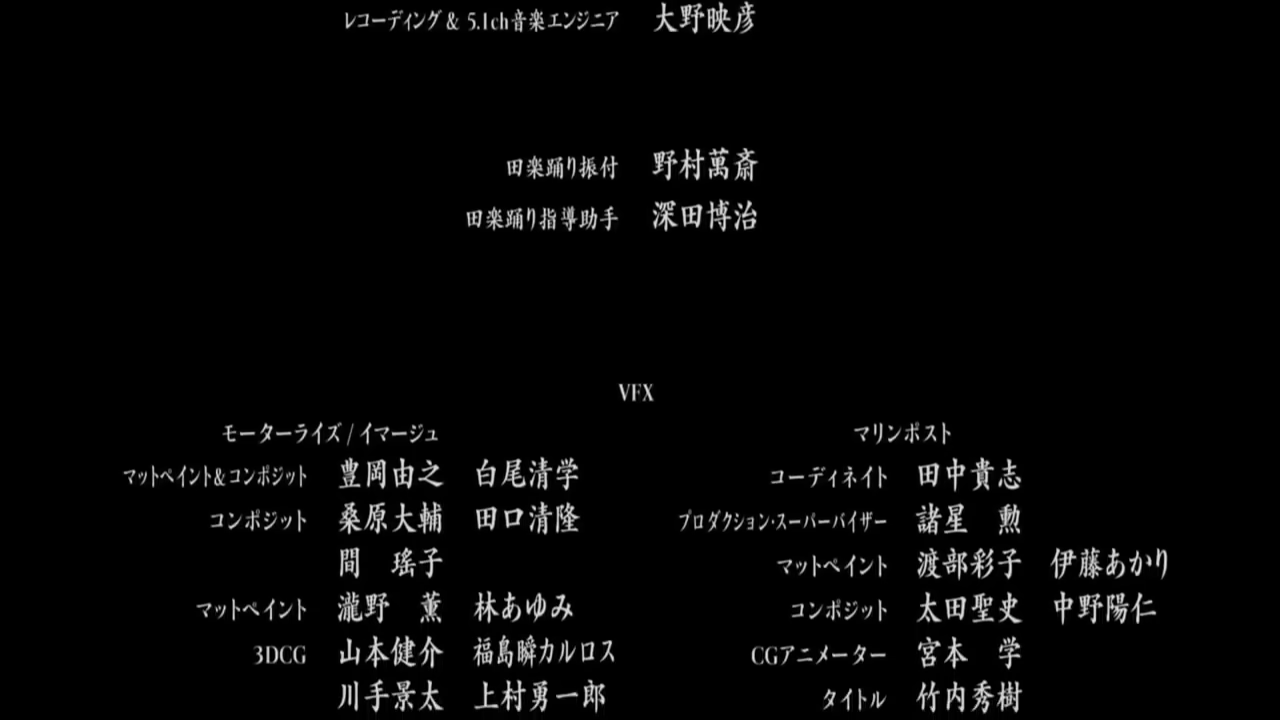 レコーディング & 5.1ch音楽エンジニア 大野映彦
田楽踊り振付 野村萬斎
田楽踊り指導助手 深田博治
VFX
モーターライズ / イマージュ
マットペイント&コンポジット 豊岡由之 白尾清学
コンポジット 桑原大輔 田口清隆
間 瑶子
マットペイント 瀧野 薫 林あゆみ
3DCG 山本健介 福島瞬カルロス
川手景太 上村勇一郎
マリンポスト
コーディネイト 田中貴志
プロダクション・スーパーバイザー 諸星 勲
マットペイント 渡部彩子 伊藤あかり
コンポジット 太田聖史 中野陽仁
CGアニメーター 宮本 学
タイトル 竹内秀樹